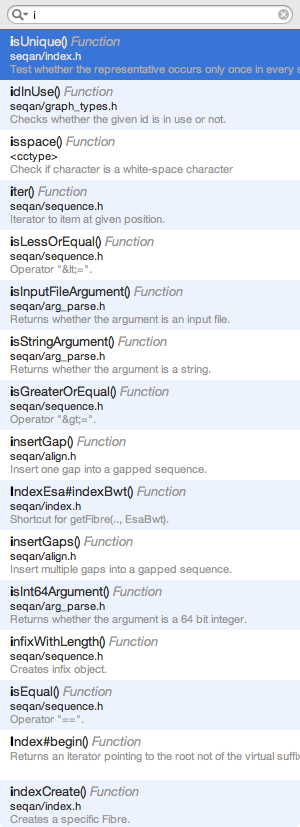 i
isUnique() Function
seqan/index.h
Test whether the representative occurs only once in every
idInUse() Function
seqan/graph_types.h
Checks whether the given id is in use or not.
isspace() Function
<cctype>
Check if character is a white-space character
iter() Function
seqan/sequence.h
Iterator to item at given position.
isLessOrEqual() Function
seqan/sequence.h
Operator "&lt;=".
isInputFileArgument() Function
seqan/arg_parse.h
Returns whether the argument is an input file.
isStringArgument() Function
seqan/arg_parse.h
Returns whether the argument is a string.
isGreaterOrEqual() Function
seqan/sequence.h
Operator "&gt;=".
insertGap() Function
seqan/align.h
Insert one gap into a gapped sequence.
IndexEsa#indexBwt() Function
seqan/index.h
Shortcut for getFibre(.., EsaBwt).
insertGaps() Function
seqan/align.h
Insert multiple gaps into a gapped sequence.
isInt64Argument() Function
seqan/arg_parse.h
Returns whether the argument is a 64 bit integer.
infixWithLength() Function
seqan/sequence.h
Creates infix object.
isEqual() Function
seqan/sequence.h
Operator "==".
Index#begin() Function
Returns an iterator pointing to the root not of the virtual suffix
indexCreate() Function
seqan/index.h
Creates a specific Fibre.